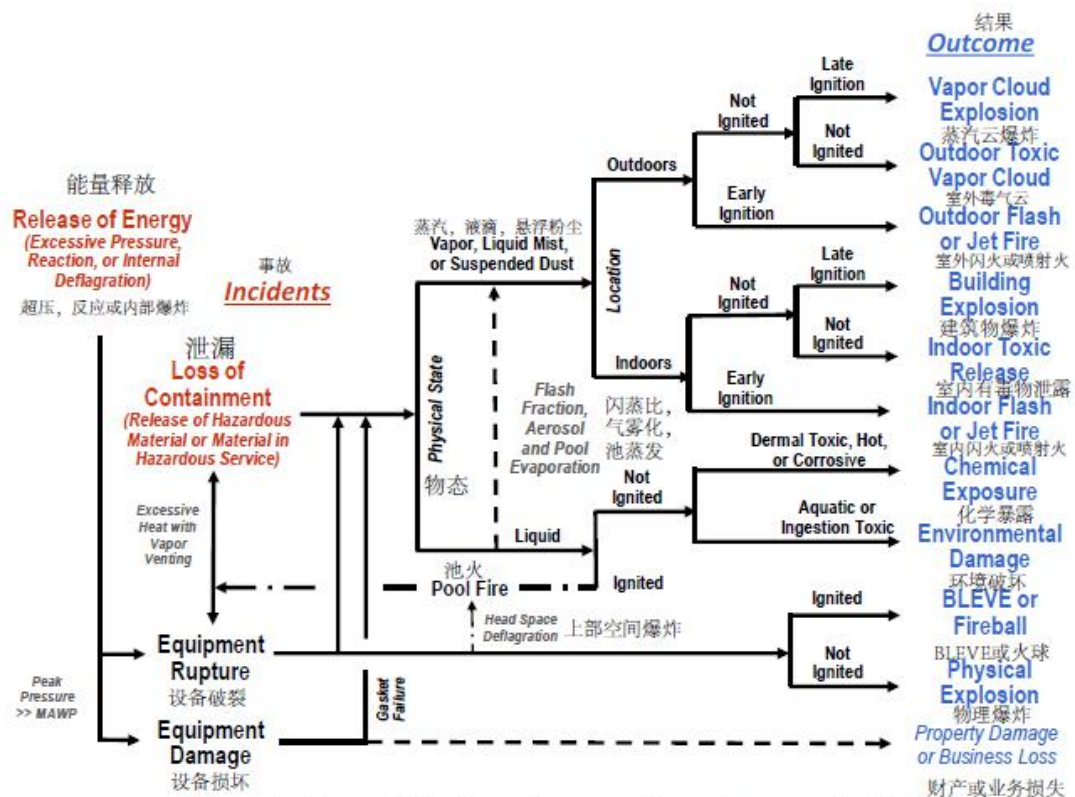 结果
Outcome
Late
Ignition
Vapor Cloud
Explosion
蒸汽云爆炸
Not
Ignited
Not
Ignited
Outdoor Toxic
Vapor Cloud
室外毒气云
Outdoors
Early
Ignition
Outdoor Flash
or Jet Fire
室外闪火或喷射火
能量释放
Release of Energy
(Excessive Pressure,
Reaction, or Internal
Deflagration)
超压，反应或内部爆炸
事故
Incidents
蒸汽，液滴，悬浮粉尘
Vapor, Liquid Mist,
or Suspended Dust
Location
Late
Ignition
Building
Explosion
建筑物爆炸
Not
Ignited
Not
Ignited
Indoor Toxic
Release
室内有毒物泄露
Indoors
Early
Ignition
Indoor Flash
or Jet Fire
室内闪火或喷射火
泄漏
Loss of
Containment
(Release of Hazardous
Material or Material in
Hazardous Service)
Physical State
物态
Flash
Fraction,
Aerosol
and Pool
Evaporation
闪蒸比，
气雾化，
池蒸发
Dermal Toxic, Hot,
or Corrosive
Chemical
Exposure
化学暴露
Not
Ignited
Aquatic or
Ingestion Toxic
Environmental
Damage
环境破坏
Excessive
Heat with
Vapor
Venting
Liquid
池火
Pool Fire
Ignited
Head Space
Deflagration
上部空间爆炸
Ignited
BLEVE or
Fireball
BLEVE或火球
Equipment
Rupture
设备破裂
Not
Ignited
Physical
Explosion
物理爆炸
Peak
Pressure
>> MAWP
Gasket
Failure
Equipment
Damage
设备损坏
Property Damage
or Business Loss
财产或业务损失